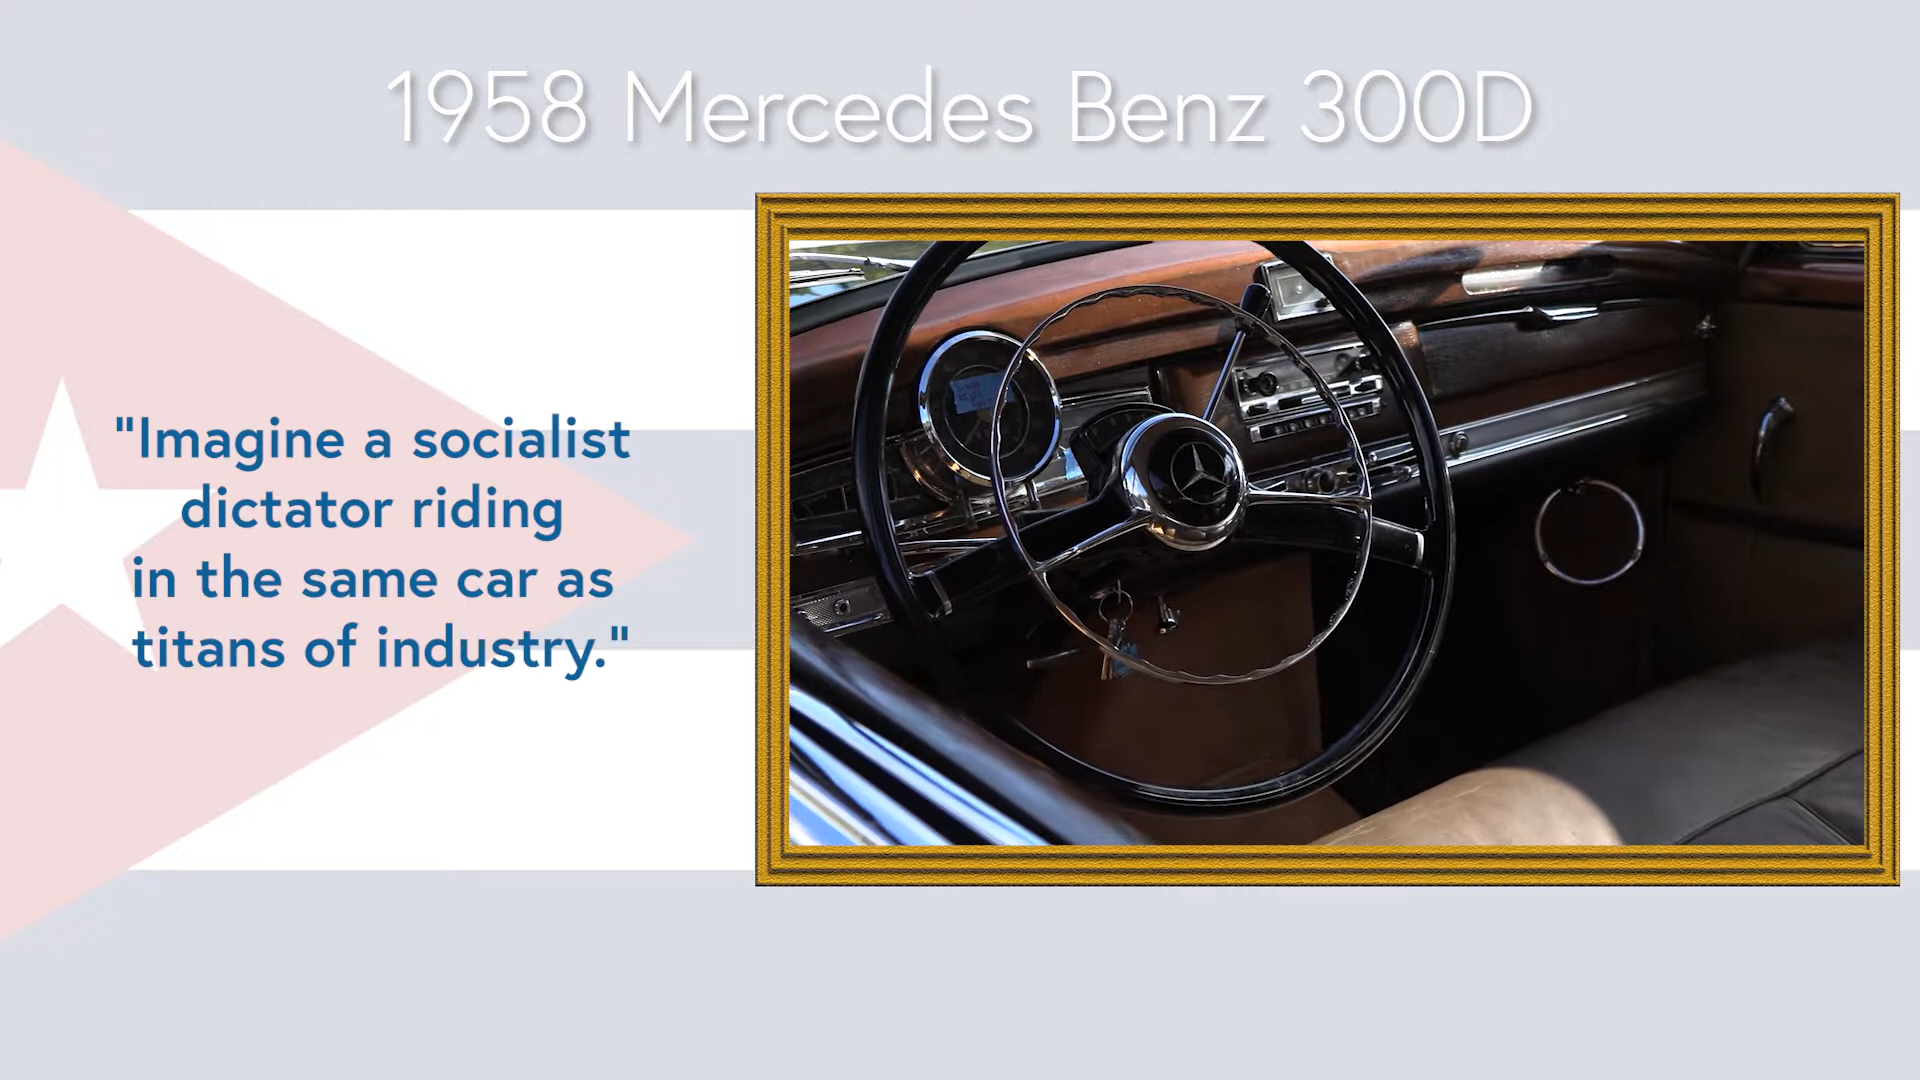 1958 Mercedes Benz 300D
"Imagine a socialist
dictator riding
in the same car as
titans of industry."